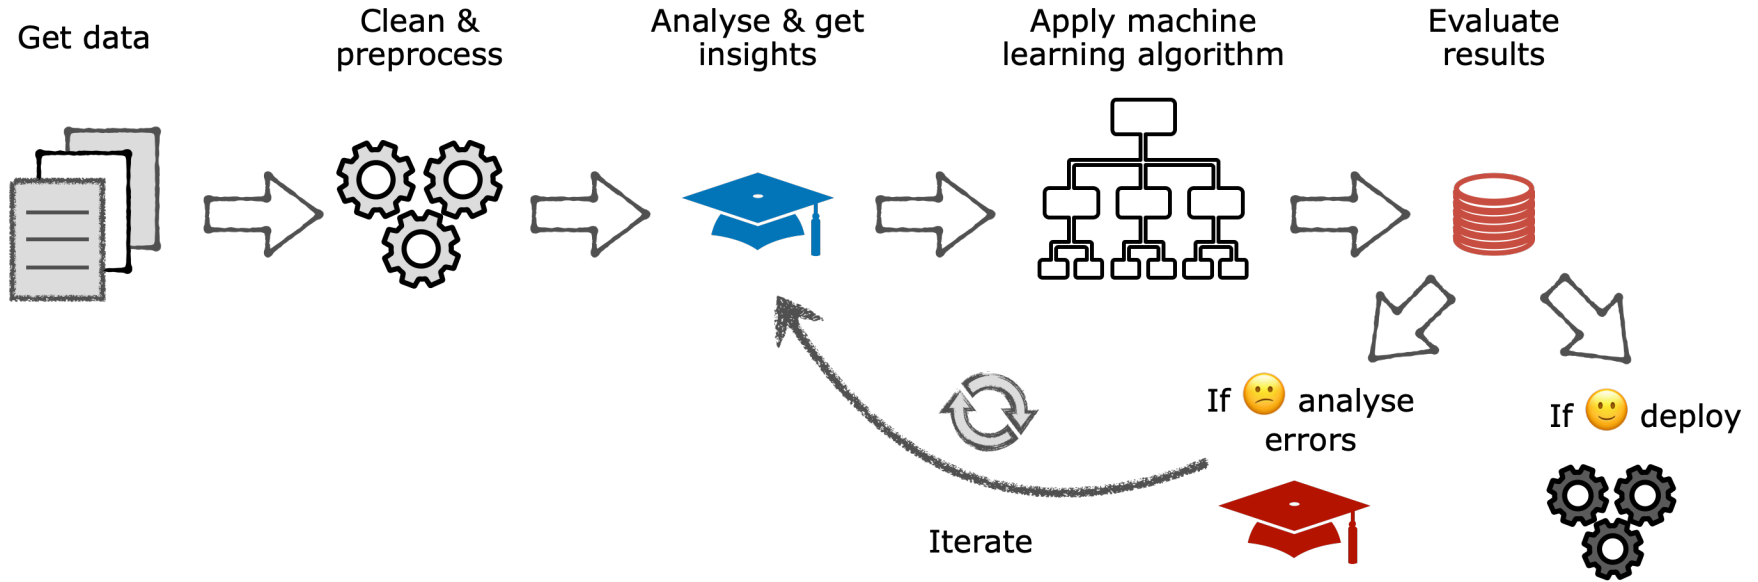 Get data
Clean &
preprocess
Analyse & get
insights
Apply machine
learning algorithm
Evaluate
results
If 😕 analyse
errors
If 🙂 deploy
Iterate